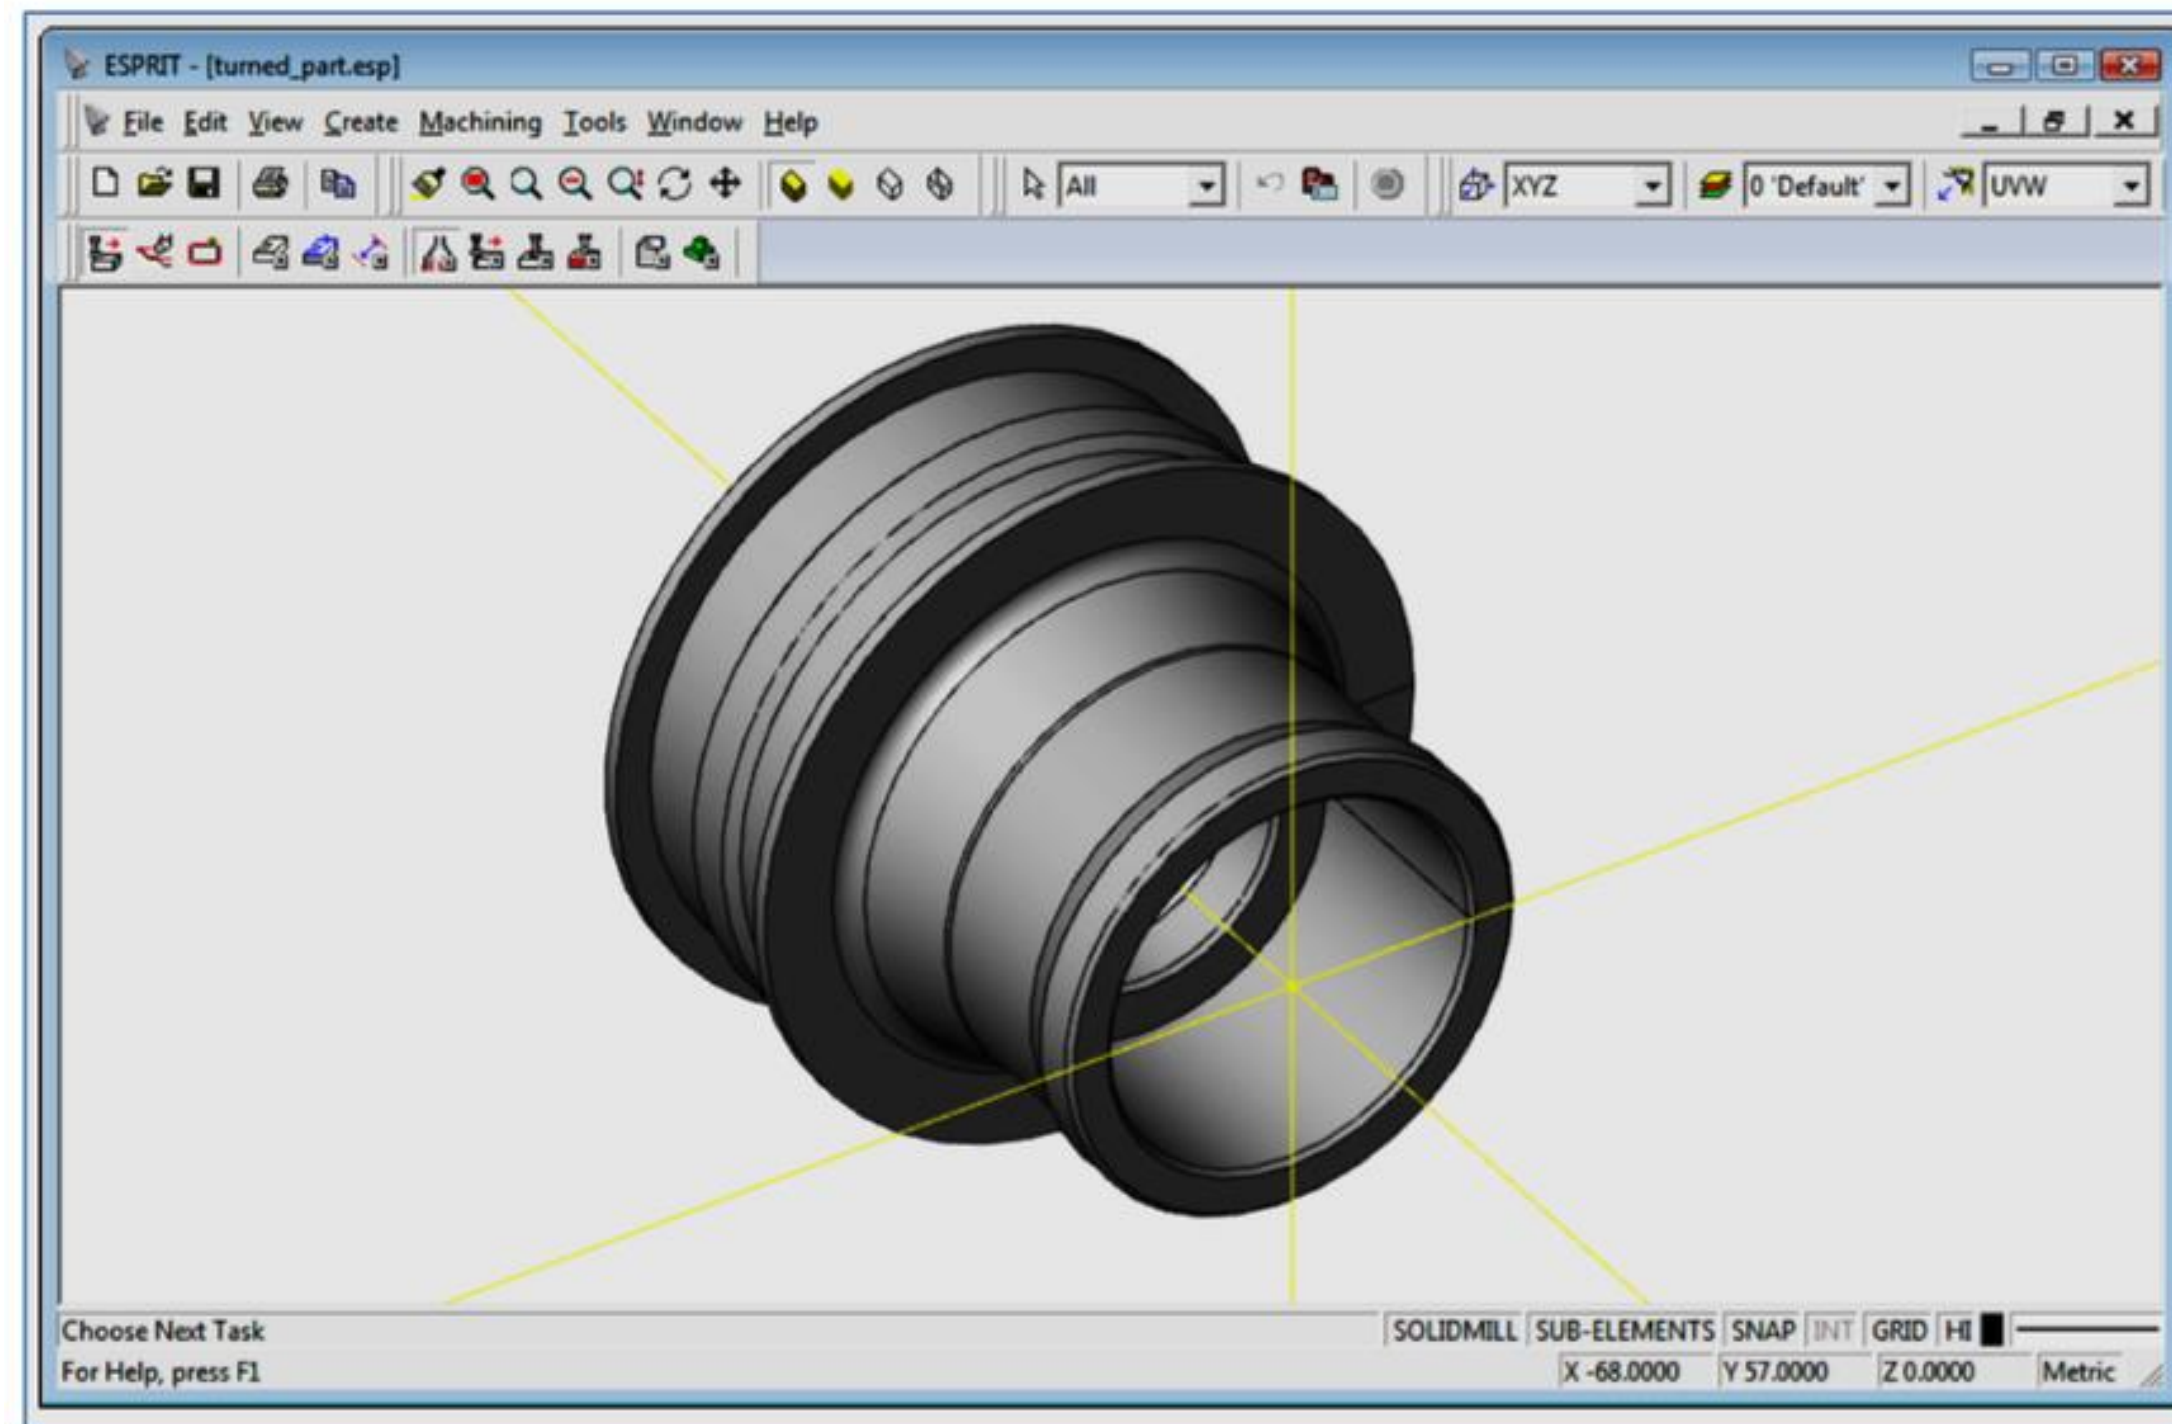 ESPRIT - [turned_part.esp]
File Edit View Create Machining Tools Window Help
All XYZ 0 'Default' UVW
Choose Next Task SOLIDMILL SUB-ELEMENTS SNAP INT GRID HI
For Help, press F1 X -68.0000 Y 57.0000 Z 0.0000 Metric